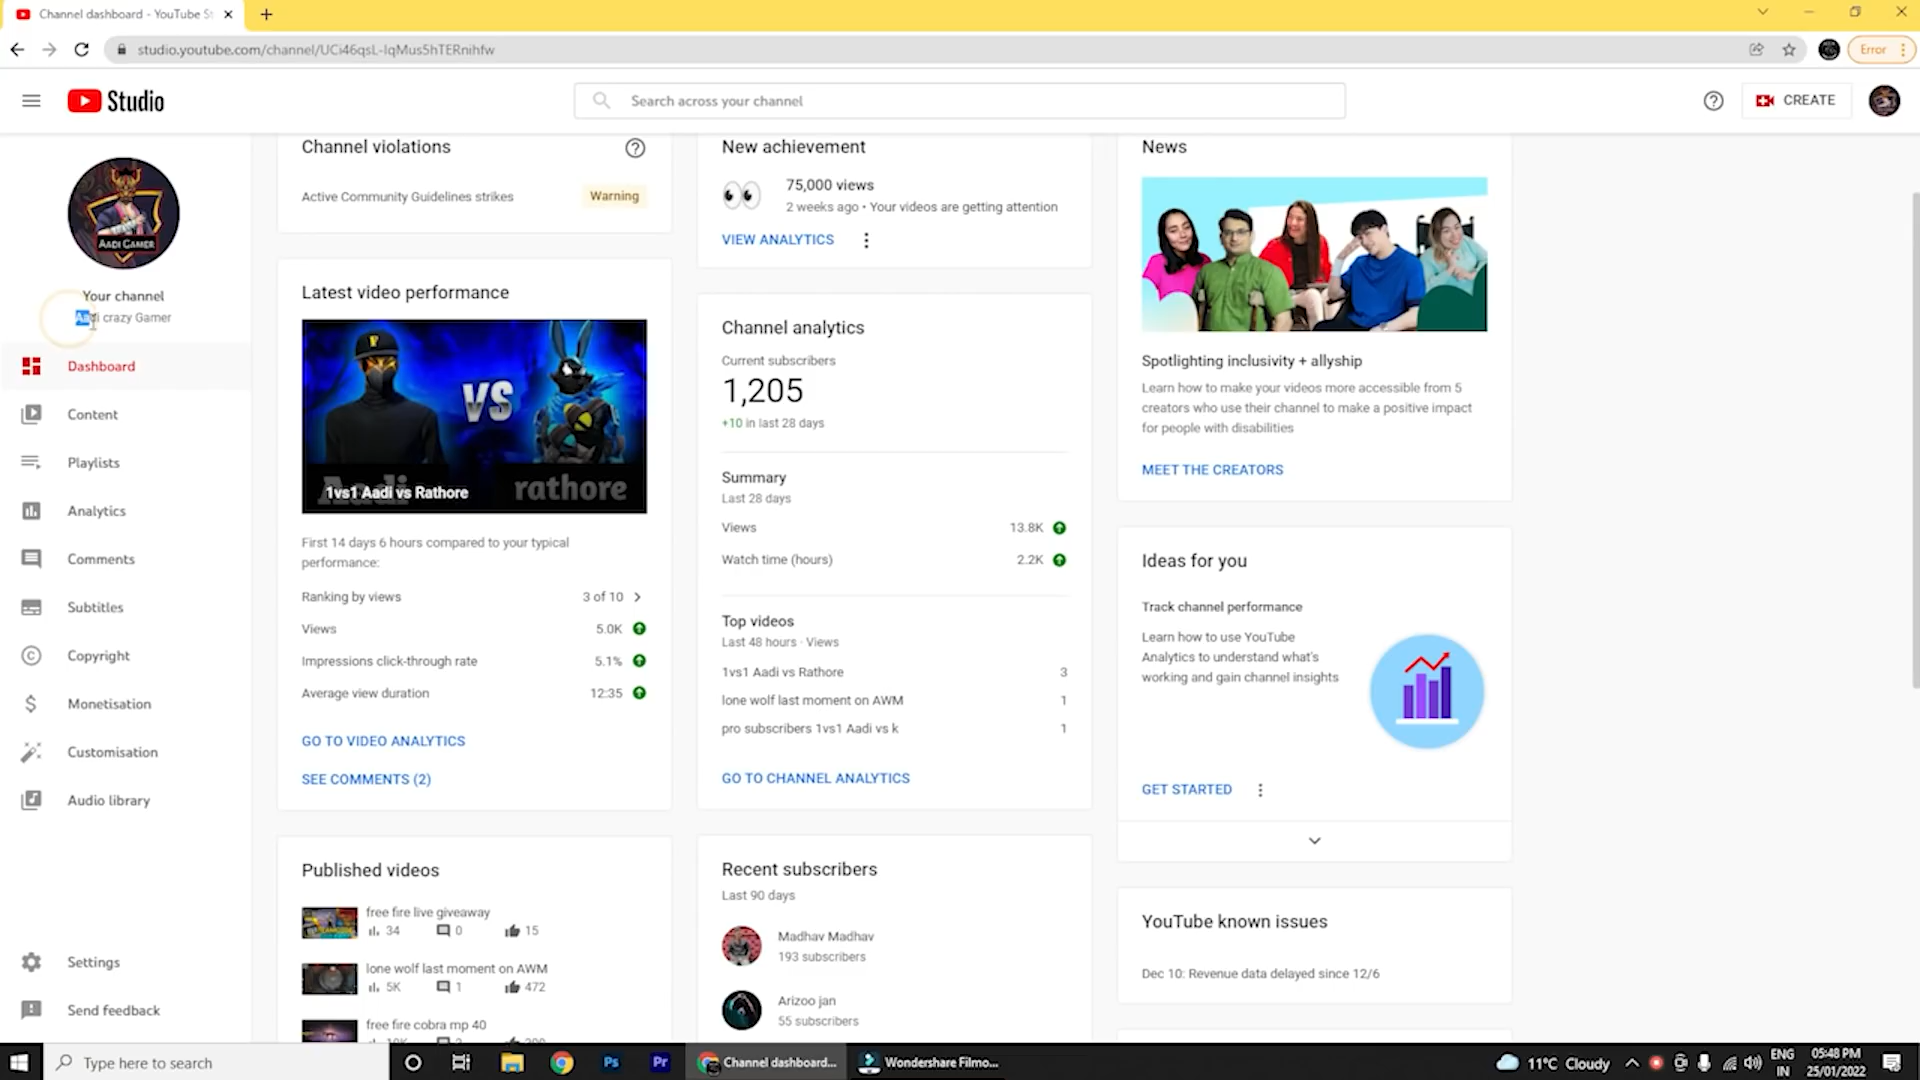 Channel dashboard - YouTube St
studio.youtube.com/channel/UCi46qsL-IqMus5hTERnihfw
Error
Studio
Search across your channel
CREATE
AADI GAMER
Your channel
Aadi crazy Gamer
Dashboard
Content
Playlists
Analytics
Comments
Subtitles
Copyright
Monetisation
Customisation
Audio library
Settings
Send feedback
Channel violations
Active Community Guidelines strikes
Warning
Latest video performance
VS
Aadi
rathore
1vs1 Aadi vs Rathore
First 14 days 6 hours compared to your typical
performance:
Ranking by views 3 of 10
Views 5.0K
Impressions click-through rate 5.1%
Average view duration 12:35
GO TO VIDEO ANALYTICS
SEE COMMENTS (2)
Published videos
free fire live giveaway
34 0 15
lone wolf last moment on AWM
5K 1 472
free fire cobra mp 40
New achievement
75,000 views
2 weeks ago • Your videos are getting attention
VIEW ANALYTICS
Channel analytics
Current subscribers
1,205
+10 in last 28 days
Summary
Last 28 days
Views 13.8K
Watch time (hours) 2.2K
Top videos
Last 48 hours · Views
1vs1 Aadi vs Rathore 3
lone wolf last moment on AWM 1
pro subscribers 1vs1 Aadi vs k 1
GO TO CHANNEL ANALYTICS
Recent subscribers
Last 90 days
Madhav Madhav
193 subscribers
Arizoo jan
55 subscribers
News
Spotlighting inclusivity + allyship
Learn how to make your videos more accessible from 5
creators who use their channel to make a positive impact
for people with disabilities
MEET THE CREATORS
Ideas for you
Track channel performance
Learn how to use YouTube
Analytics to understand what's
working and gain channel insights
GET STARTED
YouTube known issues
Dec 10: Revenue data delayed since 12/6
Type here to search
Ps
Pr
Channel dashboard...
Wondershare Filmo...
11°C Cloudy
ENG
IN
05:48 PM
25/01/2022